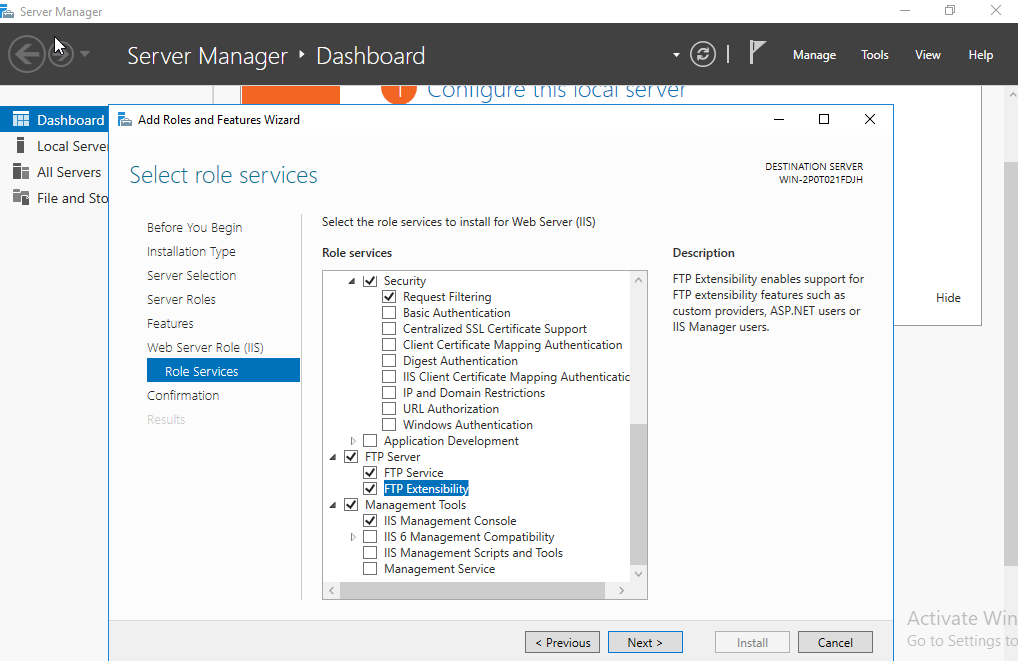 Server Manager
Server Manager ‣ Dashboard
Manage Tools View Help
Configure this local server
1
Dashboard
Local Server
All Servers
File and Sto
Add Roles and Features Wizard
Select role services
DESTINATION SERVER
WIN-2P0T021FDJH
Before You Begin
Installation Type
Server Selection
Server Roles
Features
Web Server Role (IIS)
Role Services
Confirmation
Results
Select the role services to install for Web Server (IIS)
Role services
Security
Request Filtering
Basic Authentication
Centralized SSL Certificate Support
Client Certificate Mapping Authentication
Digest Authentication
IIS Client Certificate Mapping Authenticatic
IP and Domain Restrictions
URL Authorization
Windows Authentication
Application Development
FTP Server
FTP Service
FTP Extensibility
Management Tools
IIS Management Console
IIS 6 Management Compatibility
IIS Management Scripts and Tools
Management Service
Description
FTP Extensibility enables support for
FTP extensibility features such as
custom providers, ASP.NET users or
IIS Manager users.
Hide
< Previous
Next >
Install
Cancel
Activate Win
Go to Settings to